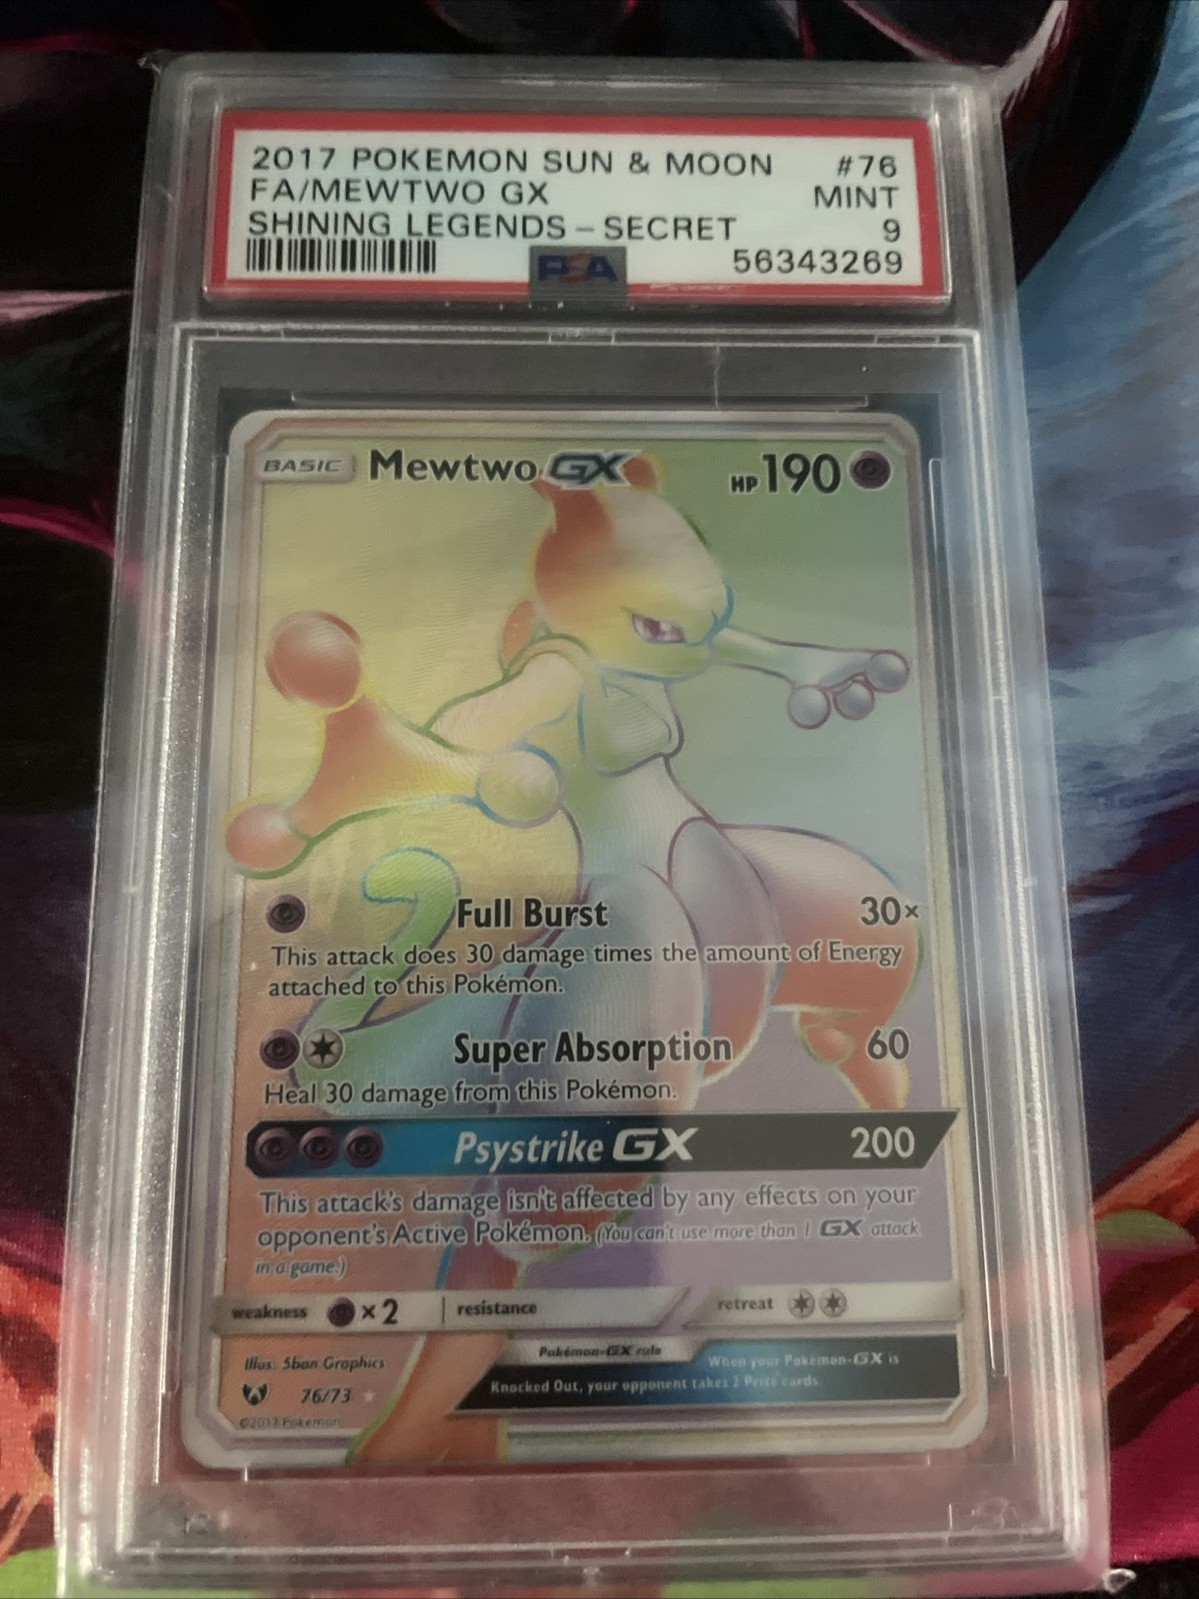 2017 POKEMON SUN & MOON #76
FA/MEWTWO GX MINT
SHINING LEGENDS - SECRET 9
PSA 56343269
BASIC Mewtwo GX HP 190
Full Burst 30×
This attack does 30 damage times the amount of Energy
attached to this Pokémon.
Super Absorption 60
Heal 30 damage from this Pokémon.
Psystrike GX 200
This attack's damage isn't affected by any effects on your
opponent's Active Pokémon. (You can't use more than 1 GX attack
in a game.)
weakness ×2 resistance retreat
Pokémon-GX rule
When your Pokémon-GX is
Knocked Out, your opponent takes 2 Prize cards.
Illus. 5ban Graphics
76/73
©2017 Pokémon